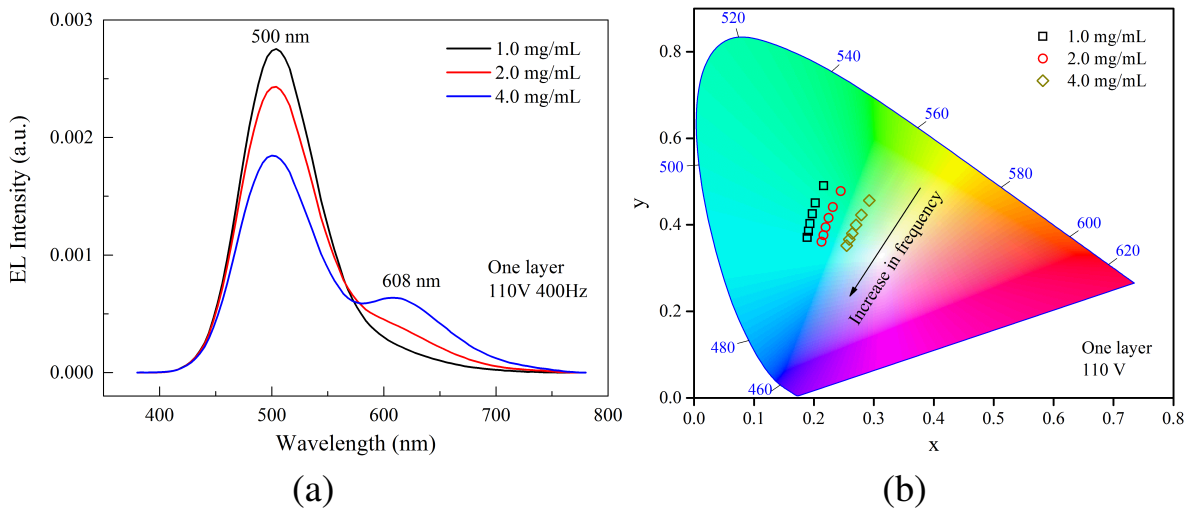 0.003
0.002
0.001
0.000
EL Intensity (a.u.)
500 nm
1.0 mg/mL
2.0 mg/mL
4.0 mg/mL
608 nm
One layer
110V 400Hz
400
500
600
700
800
Wavelength (nm)
(a)
0.8
0.6
0.4
0.2
0.0
y
520
540
560
580
600
620
500
480
460
1.0 mg/mL
2.0 mg/mL
4.0 mg/mL
Increase in frequency
One layer
110 V
0.0
0.1
0.2
0.3
0.4
0.5
0.6
0.7
0.8
x
(b)